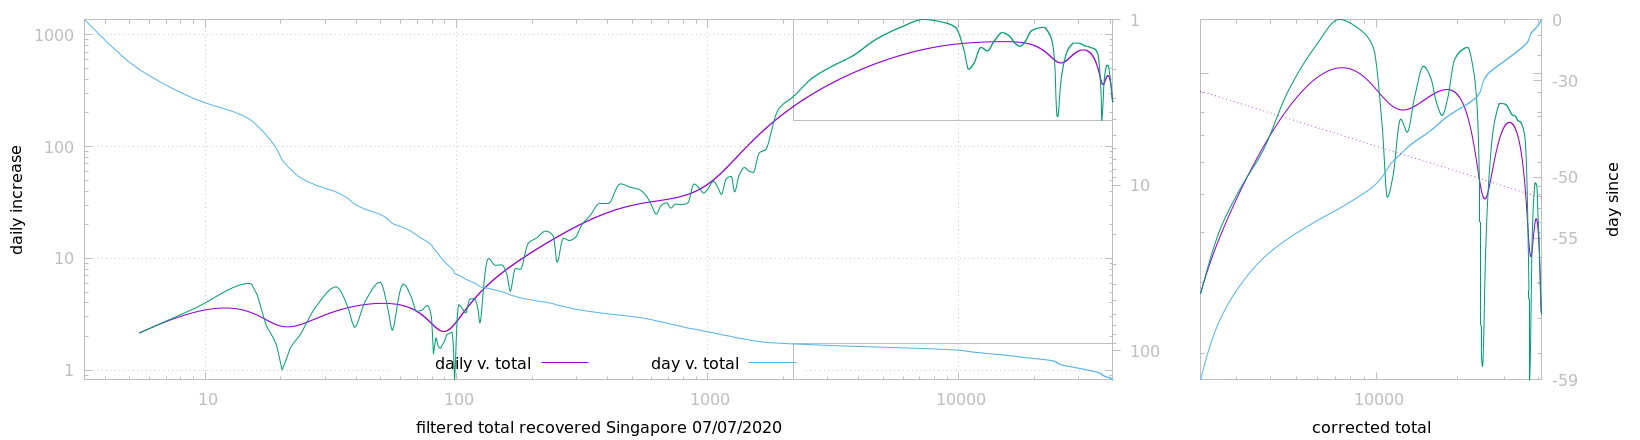 1000
100
10
1
daily increase
10
100
1000
10000
filtered total recovered Singapore 07/07/2020
daily v. total
day v. total
1
10
100
10000
corrected total
0
-30
-50
-55
-59
day since